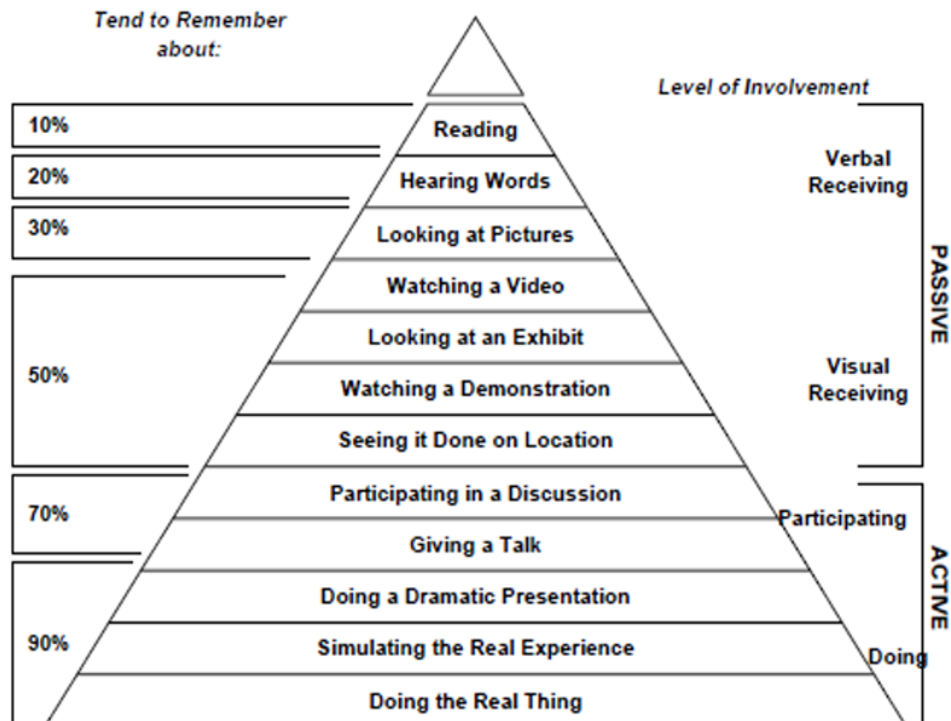 Tend to Remember
about:
Level of Involvement
10%
Reading
Verbal
Receiving
20%
Hearing Words
30%
Looking at Pictures
PASSIVE
50%
Watching a Video
Looking at an Exhibit
Watching a Demonstration
Seeing it Done on Location
Visual
Receiving
70%
Participating in a Discussion
Giving a Talk
Participating
ACTIVE
90%
Doing a Dramatic Presentation
Simulating the Real Experience
Doing the Real Thing
Doing